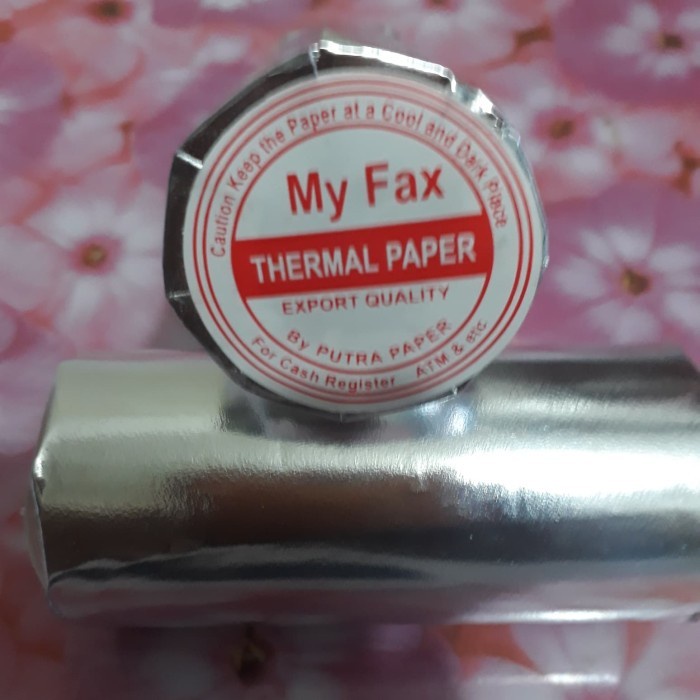 Caution Keep the Paper at a Cool and Dark Place
My Fax
THERMAL PAPER
EXPORT QUALITY
By PUTRA PAPER
For Cash Register ATM & etc